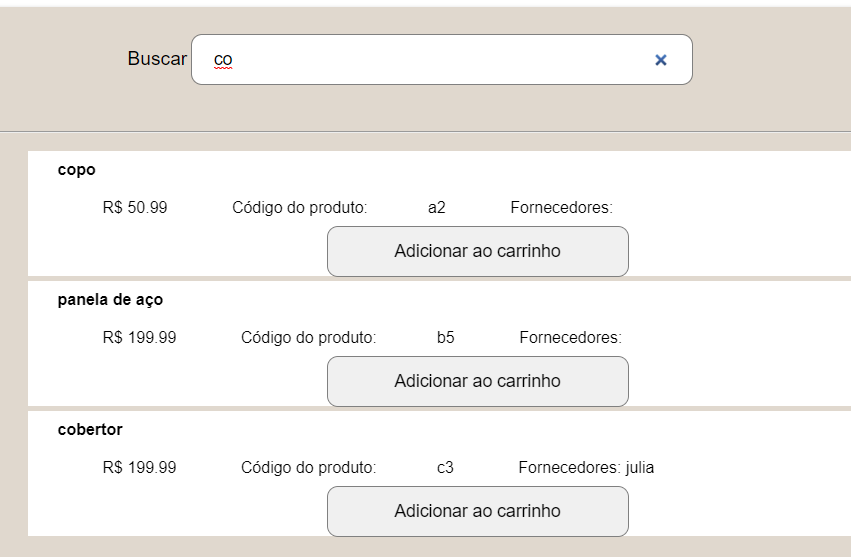 Buscar co
copo
R$ 50.99 Código do produto: a2 Fornecedores:
Adicionar ao carrinho
panela de aço
R$ 199.99 Código do produto: b5 Fornecedores:
Adicionar ao carrinho
cobertor
R$ 199.99 Código do produto: c3 Fornecedores: julia
Adicionar ao carrinho